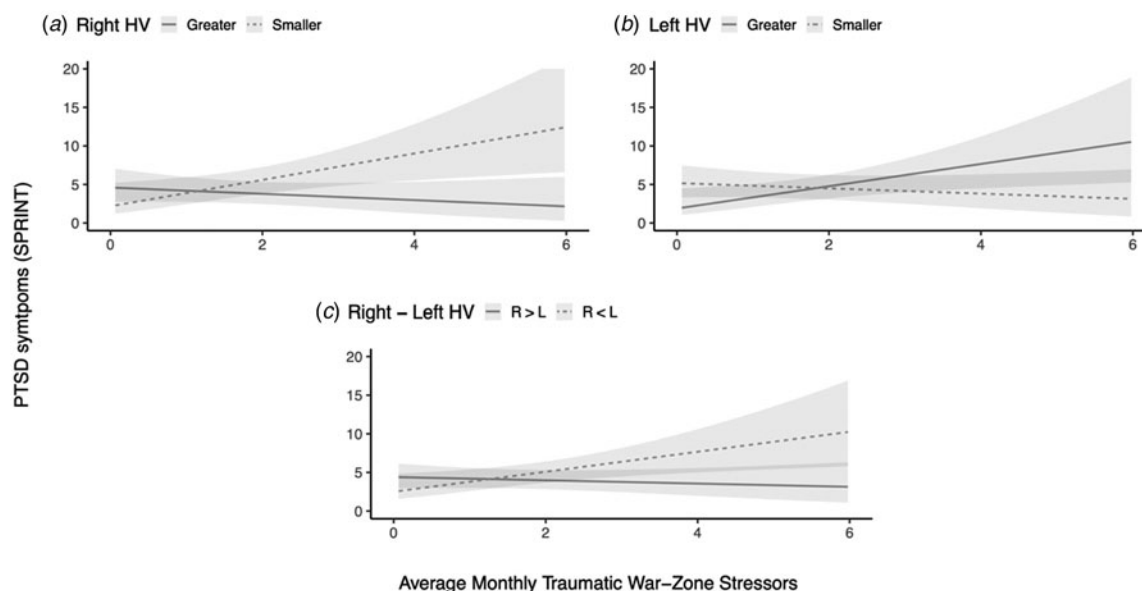 (a) Right HV Greater Smaller
20
15
10
5
0
0 2 4 6
(b) Left HV Greater Smaller
20
15
10
5
0
0 2 4 6
(c) Right – Left HV R > L R < L
20
15
10
5
0
0 2 4 6
PTSD symtpoms (SPRINT)
Average Monthly Traumatic War–Zone Stressors